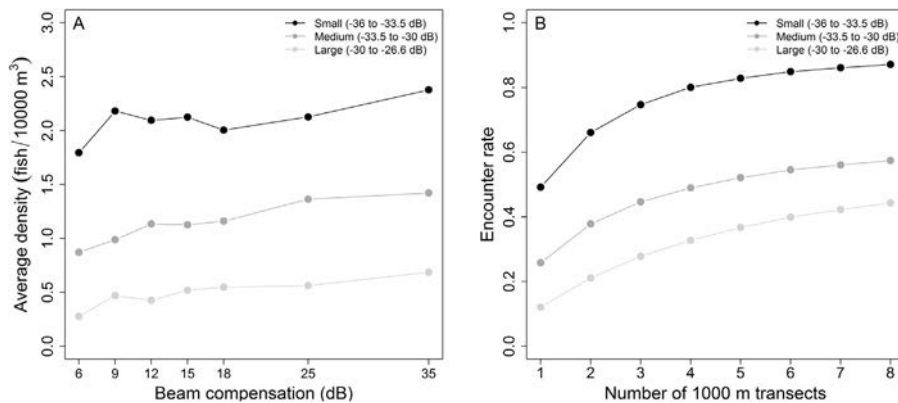 A
Small (-36 to -33.5 dB)
Medium (-33.5 to -30 dB)
Large (-30 to -26.6 dB)
Average density (fish/10000 m³)
3.0
2.5
2.0
1.5
1.0
0.5
0.0
6 9 12 15 18 25 35
Beam compensation (dB)
B
Small (-36 to -33.5 dB)
Medium (-33.5 to -30 dB)
Large (-30 to -26.6 dB)
Encounter rate
1.0
0.8
0.6
0.4
0.2
0.0
1 2 3 4 5 6 7 8
Number of 1000 m transects